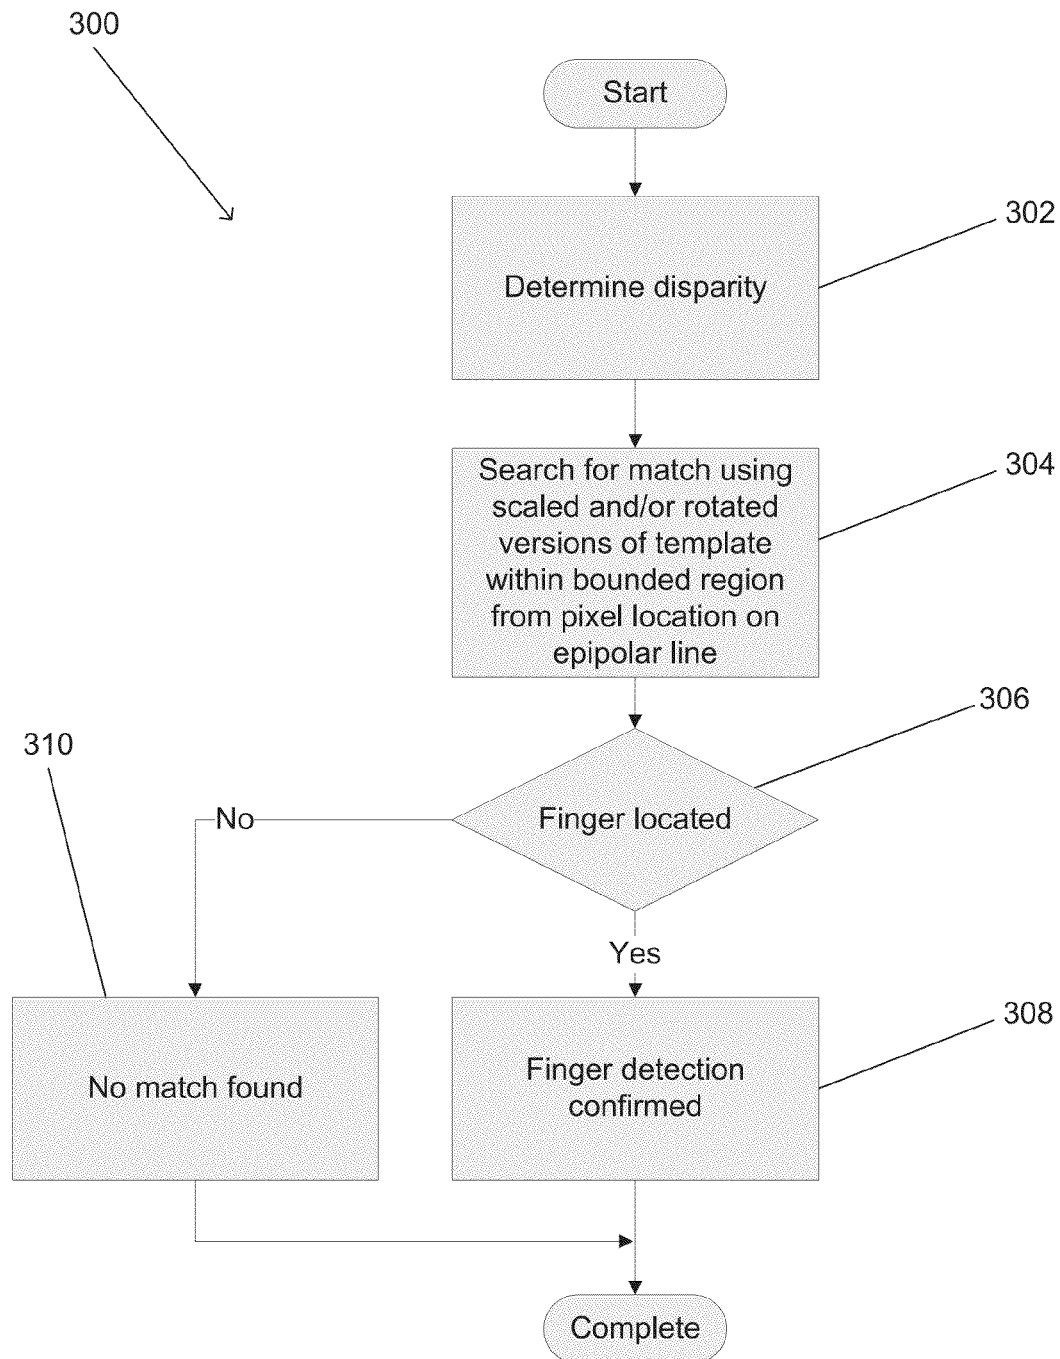 300
Start
302
Determine disparity
304
Search for match using
scaled and/or rotated
versions of template
within bounded region
from pixel location on
epipolar line
306
310
No
Finger located
Yes
308
No match found
Finger detection
confirmed
Complete